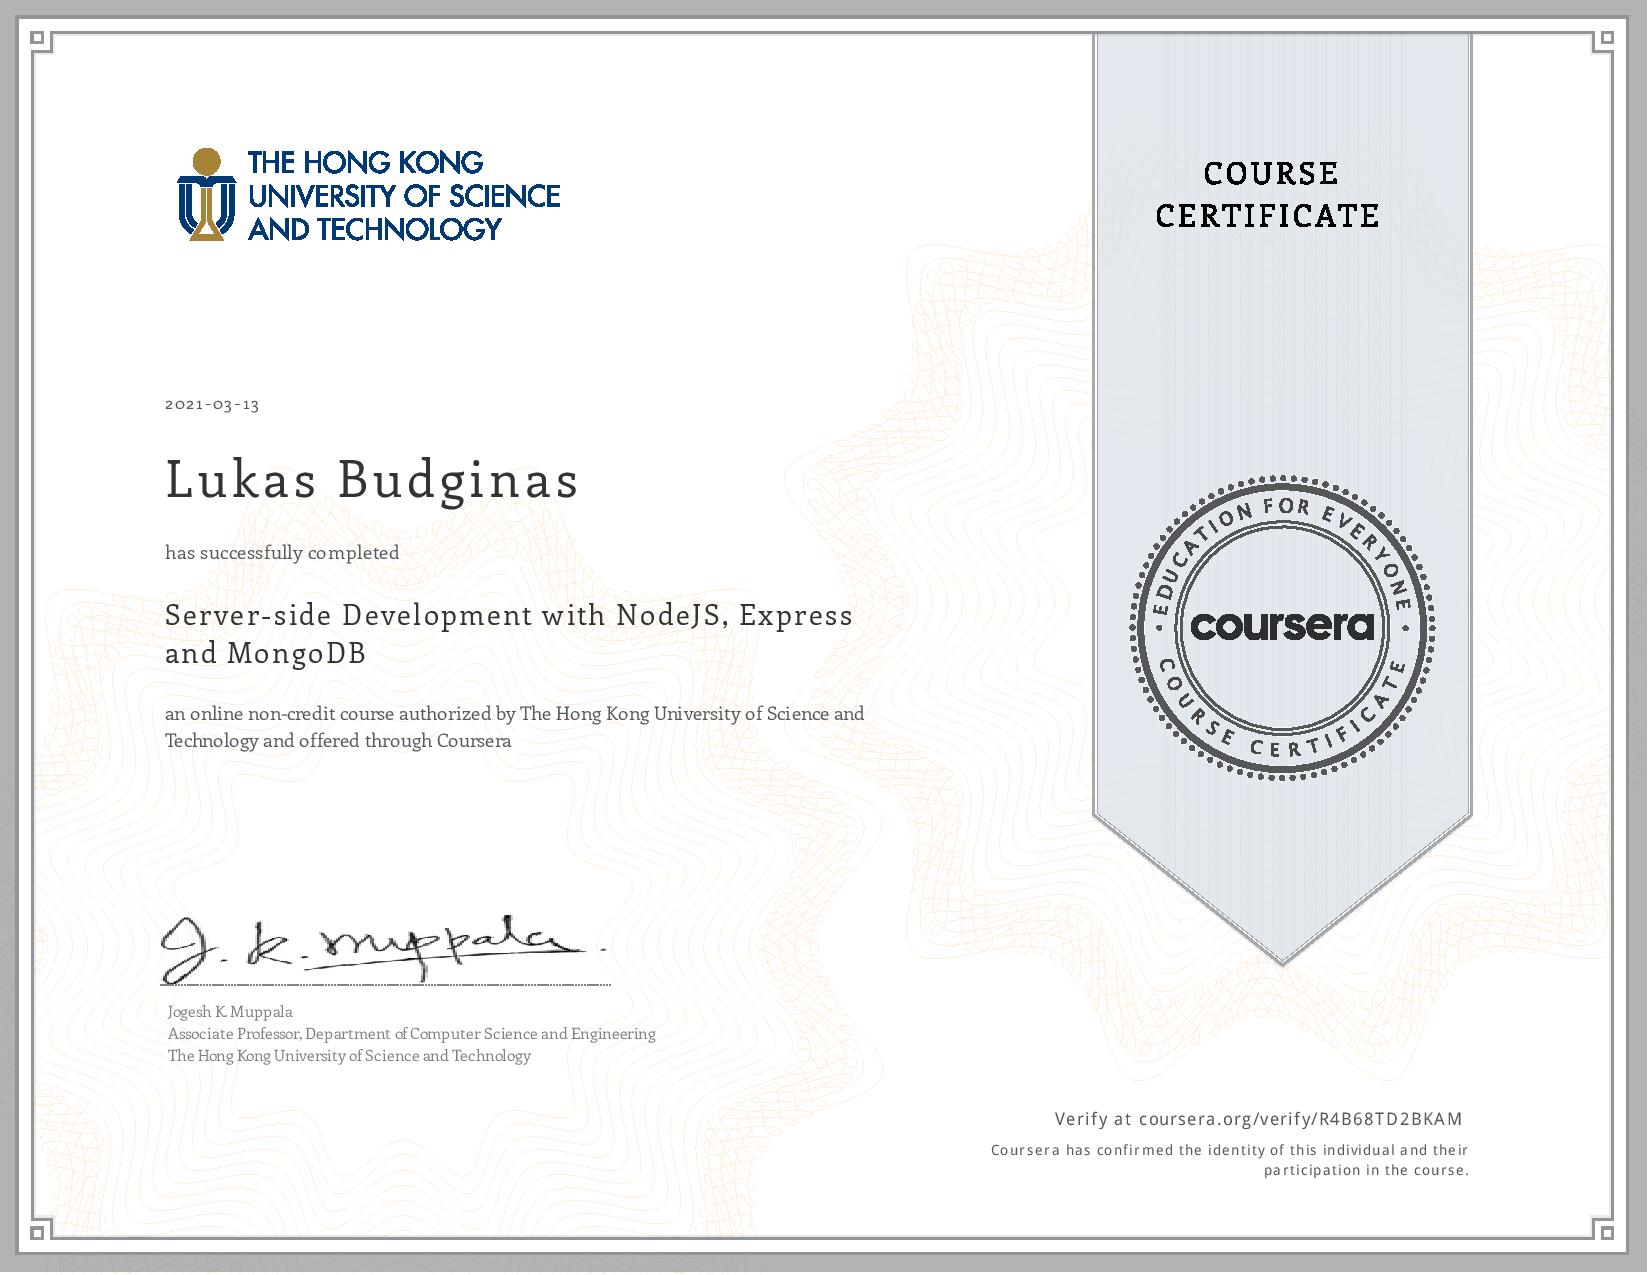 THE HONG KONG
UNIVERSITY OF SCIENCE
AND TECHNOLOGY
COURSE
CERTIFICATE
2021-03-13
Lukas Budginas
has successfully completed
Server-side Development with NodeJS, Express
and MongoDB
an online non-credit course authorized by The Hong Kong University of Science and
Technology and offered through Coursera
EDUCATION FOR EVERYONE
coursera
COURSE CERTIFICATE
J. K. Muppala.
Jogesh K. Muppala
Associate Professor, Department of Computer Science and Engineering
The Hong Kong University of Science and Technology
Verify at coursera.org/verify/R4B68TD2BKAM
Coursera has confirmed the identity of this individual and their
participation in the course.